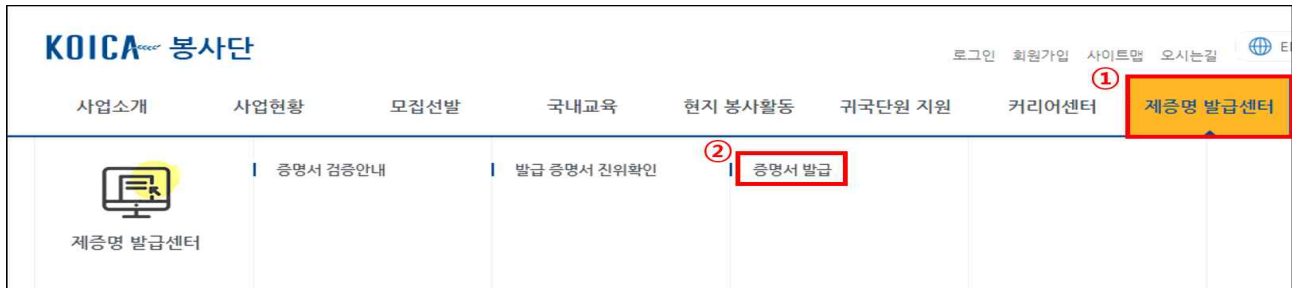 KOICA 봉사단
로그인 회원가입 사이트맵 오시는길
①
사업소개 사업현황 모집선발 국내교육 현지 봉사활동 귀국단원 지원 커리어센터 제증명 발급센터
②
증명서 검증안내 발급 증명서 진위확인 증명서 발급
제증명 발급센터